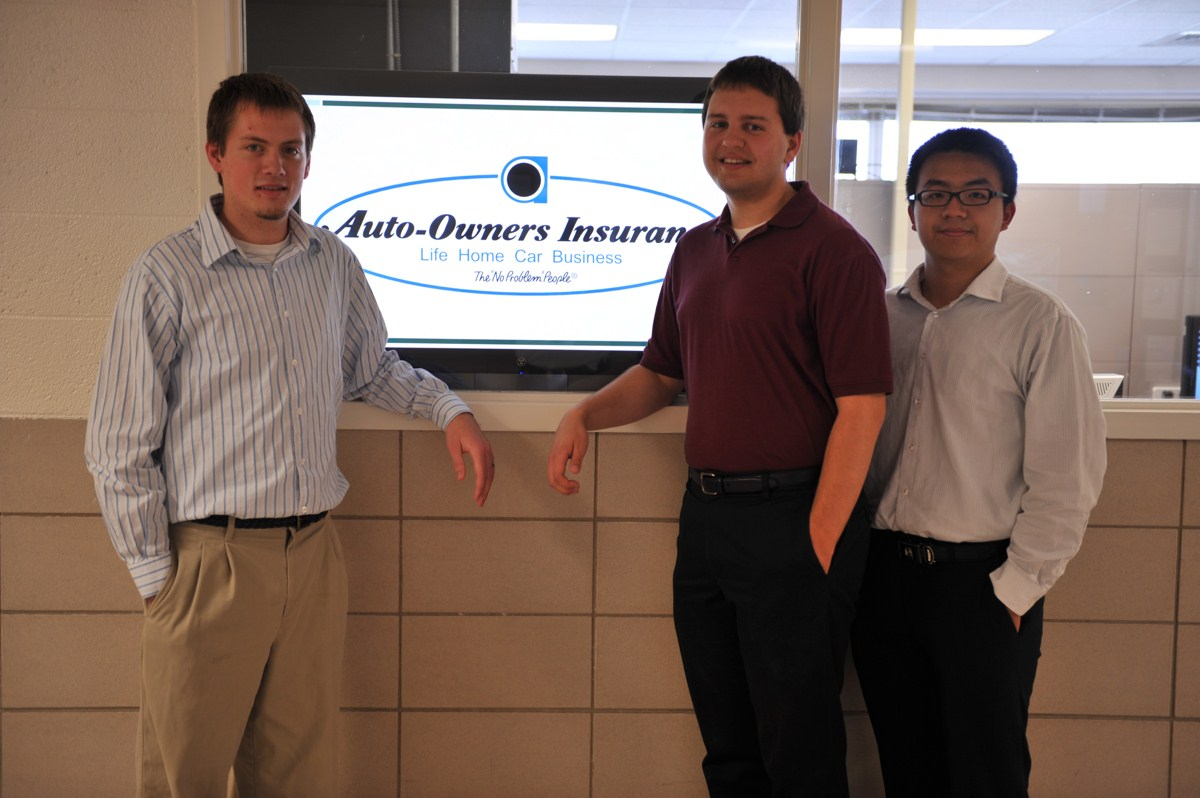 Auto-Owners Insuran
Life Home Car Business
The "No Problem" People®